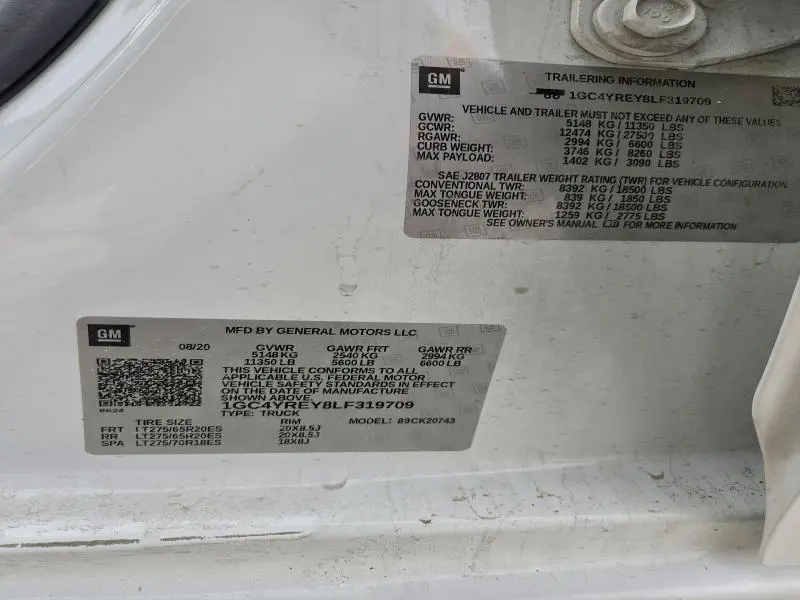 GM
TRAILERING INFORMATION
1GC4YREY8LF319709
VEHICLE AND TRAILER MUST NOT EXCEED ANY OF THESE VALUES
GVWR: 5148 KG / 11350 LBS
GCWR: 12474 KG / 27500 LBS
RGAWR: 2994 KG / 6600 LBS
CURB WEIGHT: 3746 KG / 8260 LBS
MAX PAYLOAD: 1402 KG / 3090 LBS
SAE J2807 TRAILER WEIGHT RATING (TWR) FOR VEHICLE CONFIGURATION
CONVENTIONAL TWR: 8392 KG / 18500 LBS
MAX TONGUE WEIGHT: 839 KG / 1850 LBS
GOOSENECK TWR: 8392 KG / 18500 LBS
MAX TONGUE WEIGHT: 1259 KG / 2775 LBS
SEE OWNER'S MANUAL FOR MORE INFORMATION
GM
MFD BY GENERAL MOTORS LLC
08/20 GVWR GAWR FRT GAWR RR
5148 KG 2540 KG 2994 KG
11350 LB 5600 LB 6600 LB
THIS VEHICLE CONFORMS TO ALL
APPLICABLE U.S. FEDERAL MOTOR
VEHICLE SAFETY STANDARDS IN EFFECT
ON THE DATE OF MANUFACTURE
SHOWN ABOVE.
1GC4YREY8LF319709
8624
TYPE: TRUCK
TIRE SIZE RIM MODEL: 89CK20743
FRT LT275/65R20ES 20X8.5J
RR LT275/65R20ES 20X8.5J
SPA LT275/70R18ES 18X8J